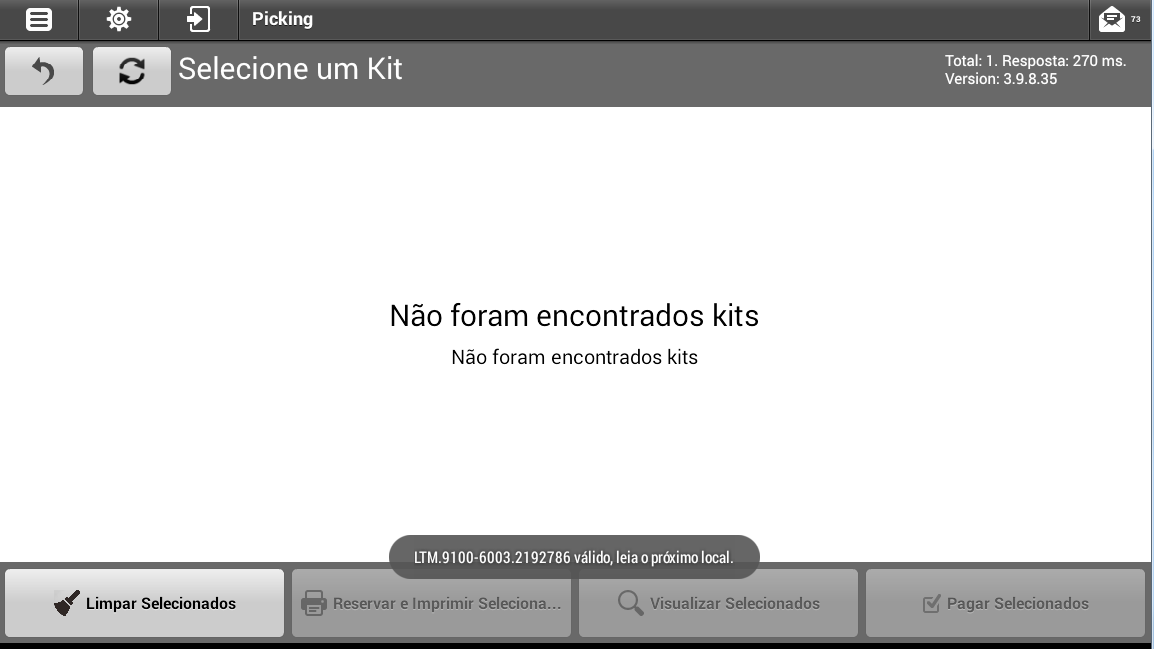 Picking
73
Selecione um Kit
Total: 1. Resposta: 270 ms.
Version: 3.9.8.35
Não foram encontrados kits
Não foram encontrados kits
LTM.9100-6003.2192786 válido, leia o próximo local.
Limpar Selecionados
Reservar e Imprimir Seleciona...
Visualizar Selecionados
Pagar Selecionados